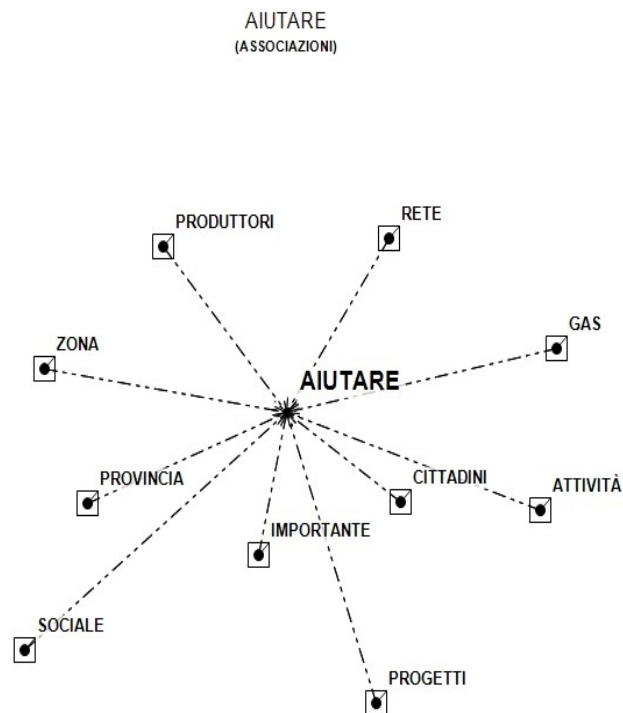 AIUTARE
(ASSOCIAZIONI)
PRODUTTORI
RETE
GAS
ZONA
AIUTARE
PROVINCIA
CITTADINI
ATTIVITÀ
IMPORTANTE
SOCIALE
PROGETTI